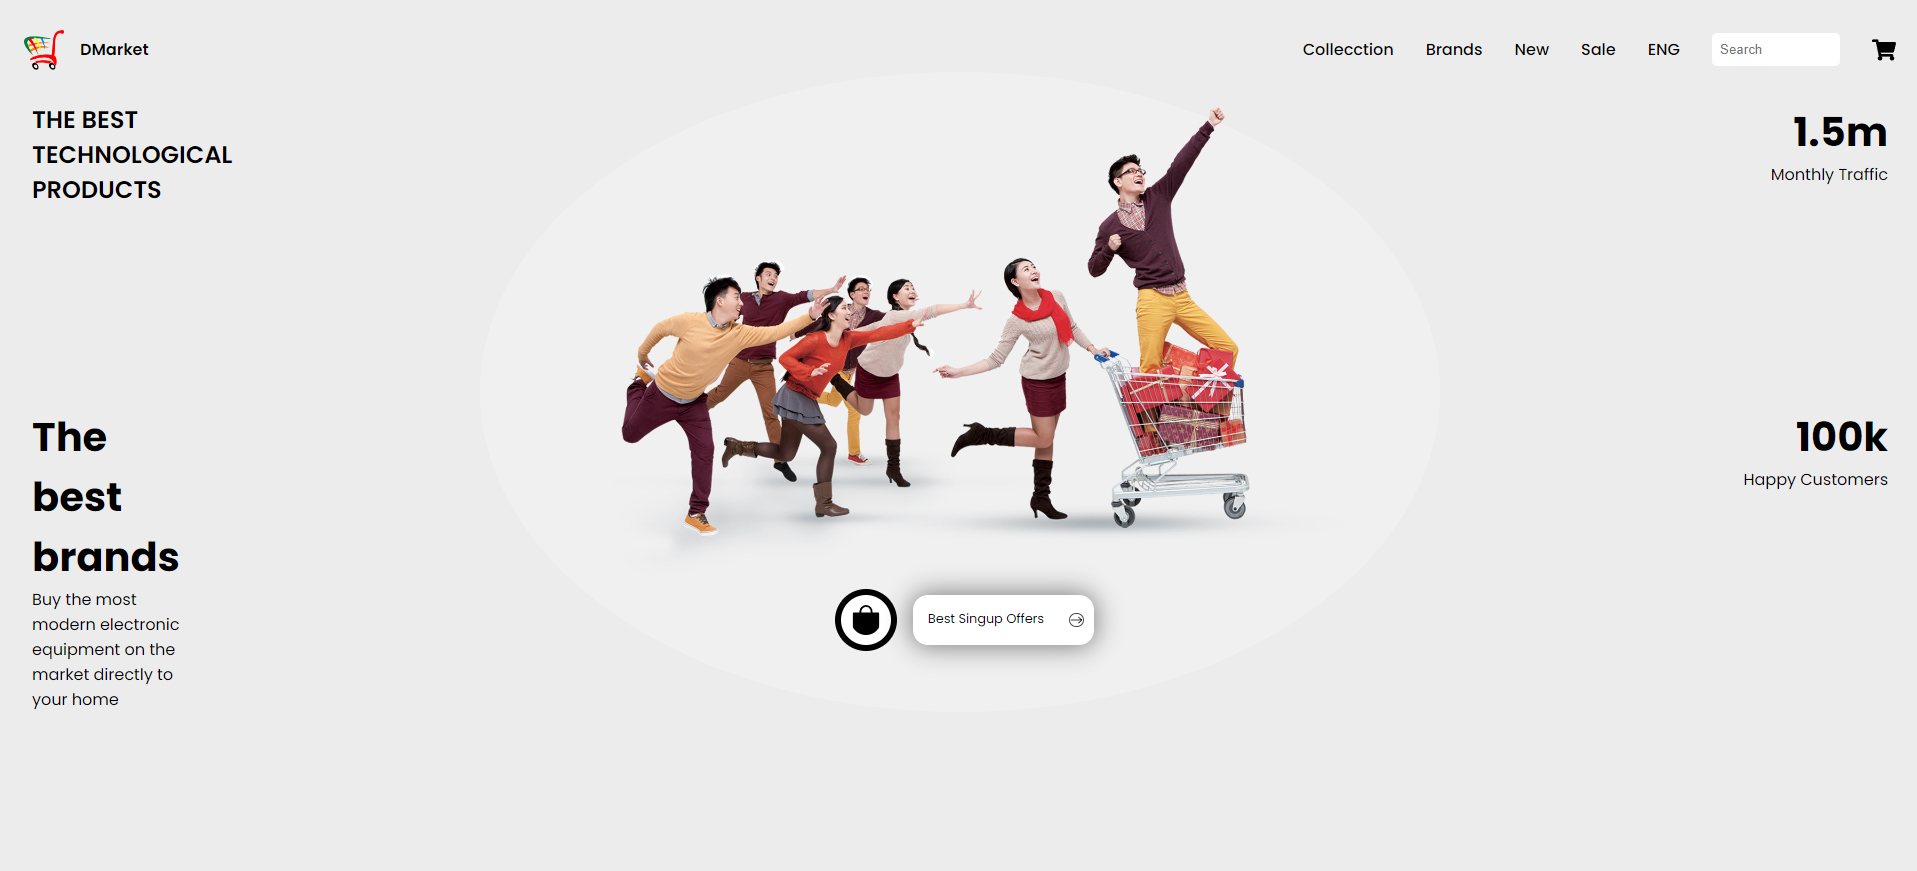 DMarket
Collecction
Brands
New
Sale
ENG
Search
THE BEST
TECHNOLOGICAL
PRODUCTS
1.5m
Monthly Traffic
The
best
brands
Buy the most
modern electronic
equipment on the
market directly to
your home
100k
Happy Customers
Best Singup Offers